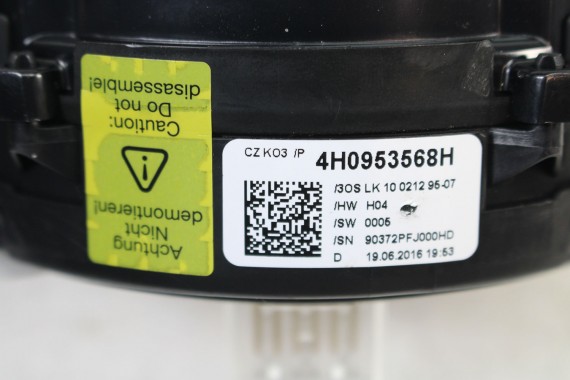 Achtung
Nicht
demontieren!
Caution:
Do not
disassemble!
CZ K03 /P 4H0953568H
/3OS LK 10 0212 95-07
/HW H04
/SW 0005
/SN 90372PFJ000HD
D 19.06.2016 19:53